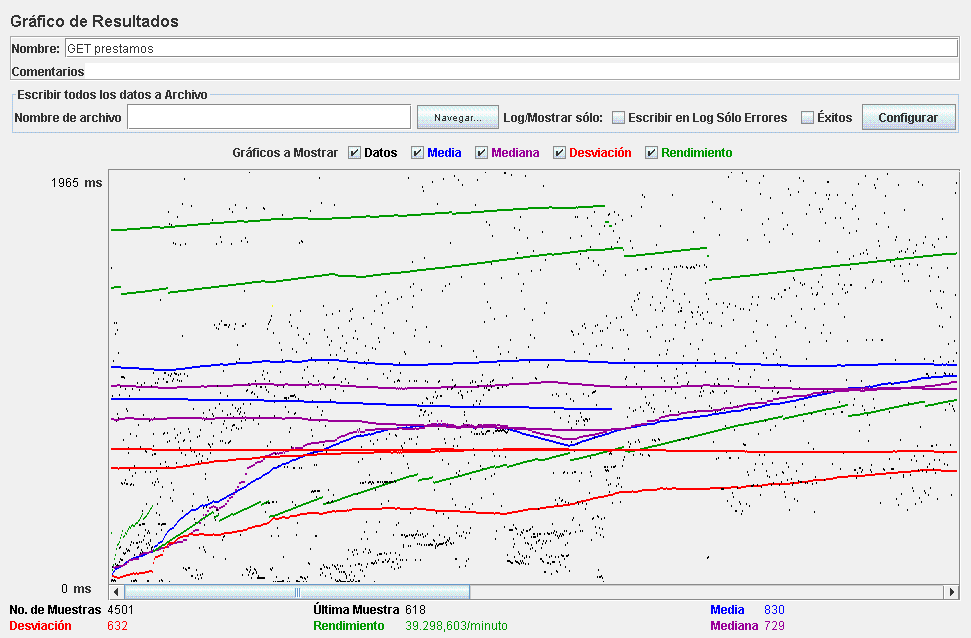 Gráfico de Resultados
Nombre: GET prestamos
Comentarios
Escribir todos los datos a Archivo
Nombre de archivo Navegar... Log/Mostrar sólo: Escribir en Log Sólo Errores Éxitos Configurar
Gráficos a Mostrar Datos Media Mediana Desviación Rendimiento
1965 ms
0 ms
No. de Muestras 4501 Última Muestra 618 Media 830
Desviación 632 Rendimiento 39.298,603/minuto Mediana 729